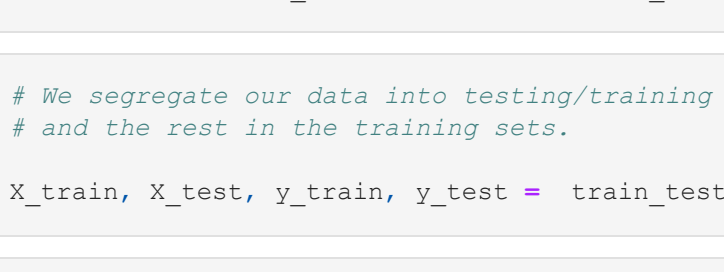 # We segregate our data into testing/training
# and the rest in the training sets.
X_train, X_test, y_train, y_test =  train_test